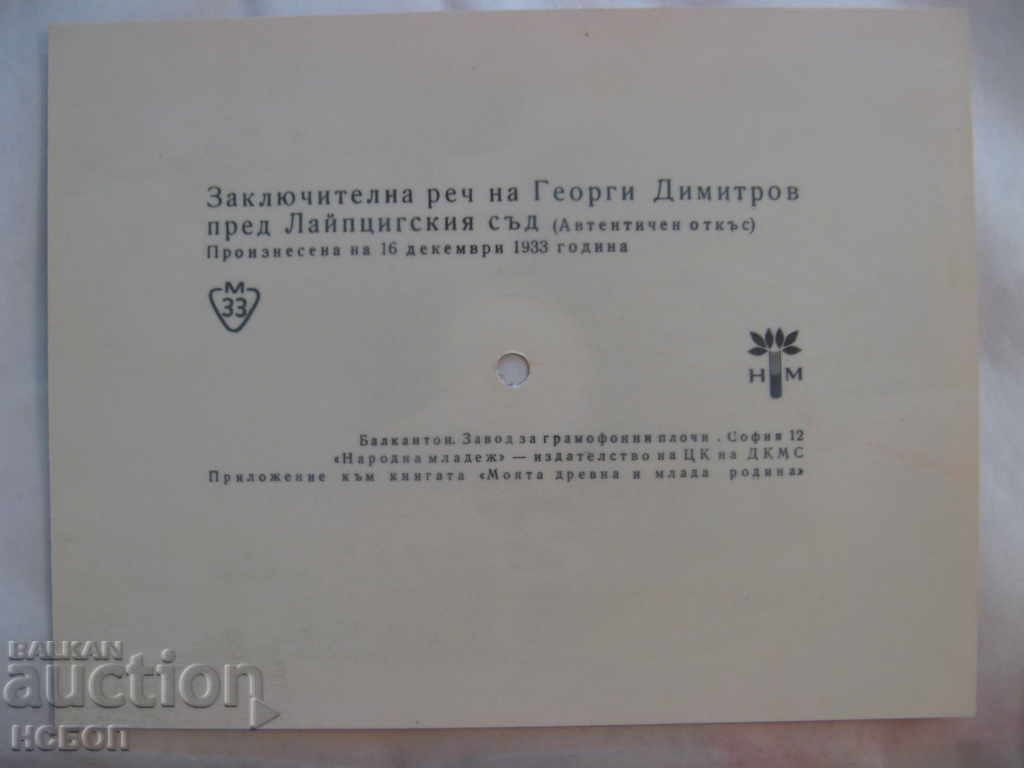 Заключителна реч на Георги Димитров
пред Лайпцигския съд (Автентичен откъс)
Произнесена на 16 декември 1933 година
М
33
Н М
Балкантон. Завод за грамофонни плочи. София 12
«Народна младеж» — издателство на ЦК на ДКМС
Приложение към книгата «Моята древна и млада родина»
BALKAN
auction
НСБОП